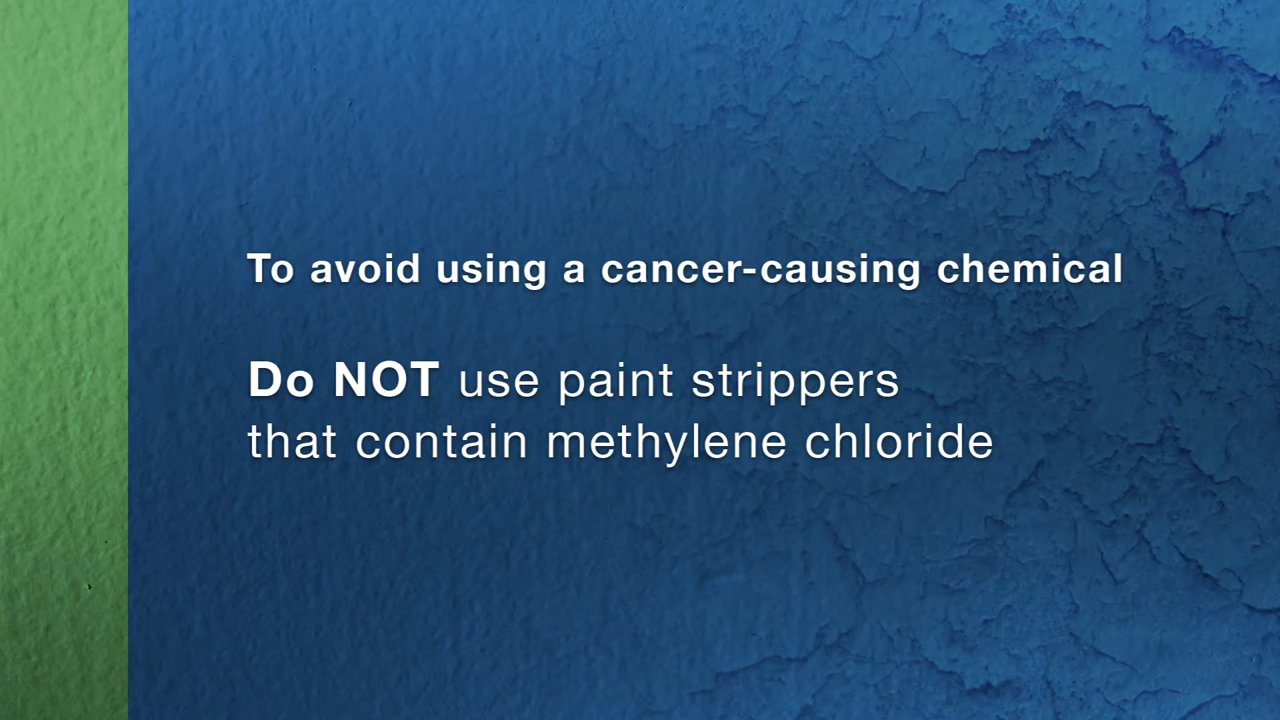 To avoid using a cancer-causing chemical
Do NOT use paint strippers
that contain methylene chloride